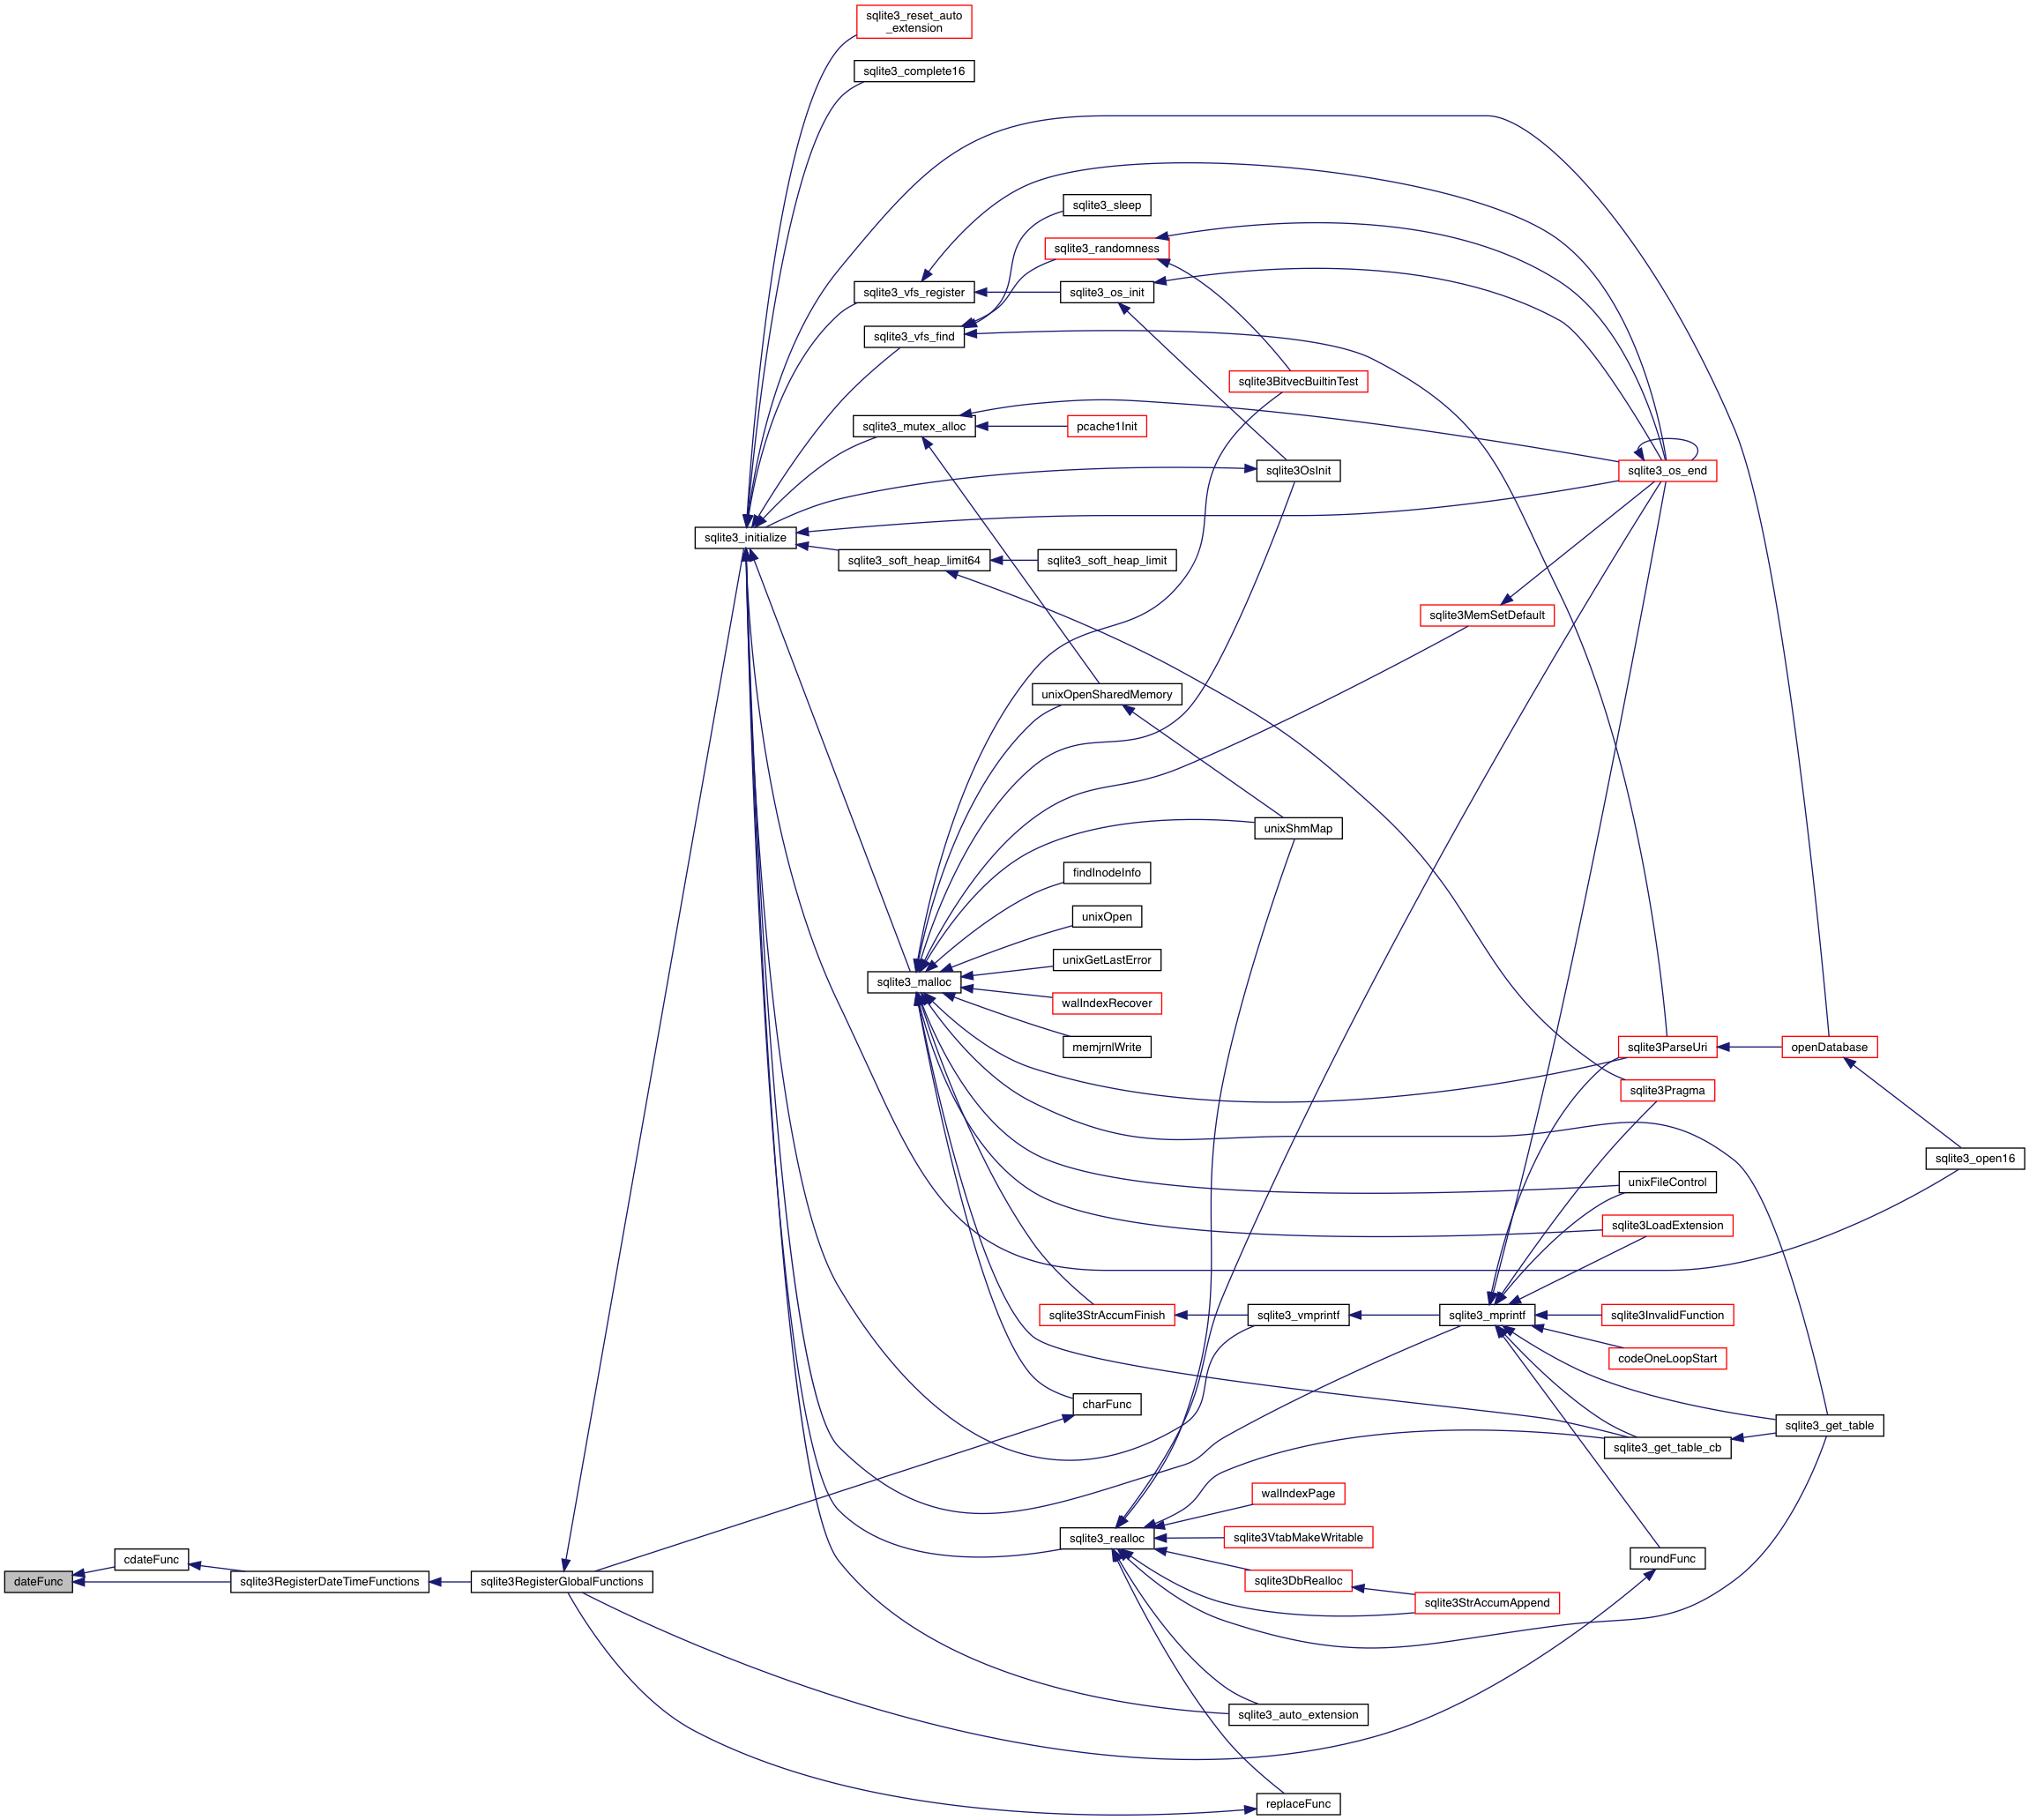 sqlite3_reset_auto
_extension
sqlite3_complete16
sqlite3_sleep
sqlite3_randomness
sqlite3_vfs_register
sqlite3_os_init
sqlite3_vfs_find
sqlite3BitvecBuiltinTest
sqlite3_mutex_alloc
pcache1Init
sqlite3OsInit
sqlite3_os_end
sqlite3_initialize
sqlite3_soft_heap_limit64
sqlite3_soft_heap_limit
sqlite3MemSetDefault
unixOpenSharedMemory
unixShmMap
findInodeInfo
unixOpen
unixGetLastError
sqlite3_malloc
walIndexRecover
memjrnlWrite
sqlite3ParseUri
openDatabase
sqlite3Pragma
sqlite3_open16
unixFileControl
sqlite3LoadExtension
sqlite3StrAccumFinish
sqlite3_vmprintf
sqlite3_mprintf
sqlite3InvalidFunction
codeOneLoopStart
charFunc
sqlite3_get_table
sqlite3_get_table_cb
walIndexPage
sqlite3_realloc
sqlite3VtabMakeWritable
cdateFunc
roundFunc
dateFunc
sqlite3RegisterDateTimeFunctions
sqlite3RegisterGlobalFunctions
sqlite3DbRealloc
sqlite3StrAccumAppend
sqlite3_auto_extension
replaceFunc